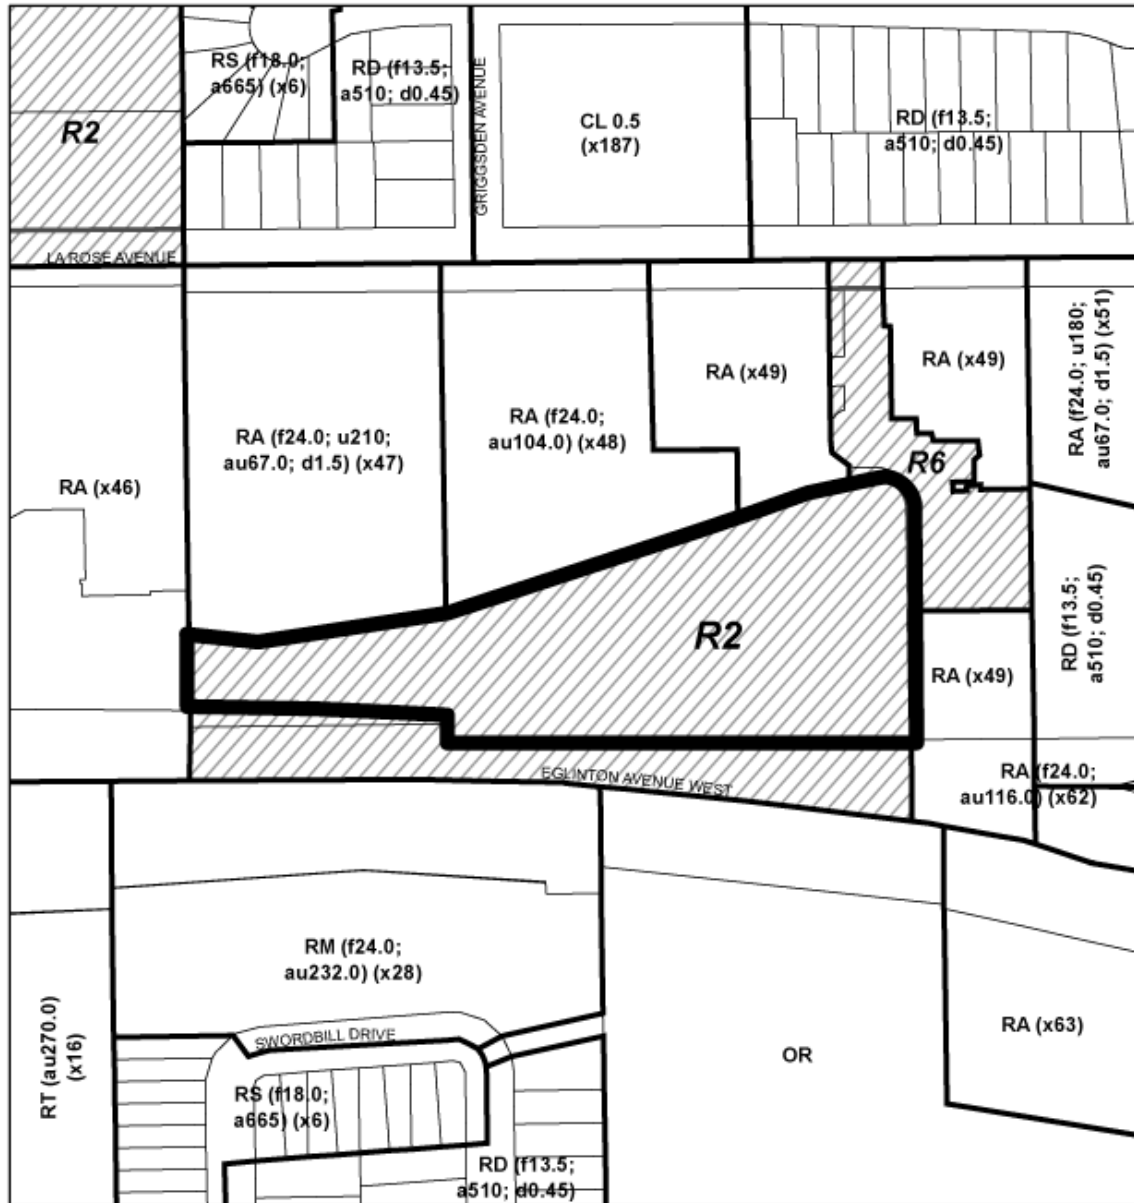 RS (f18.0;
a665) (x6)
RD (f13.5;
a510; d0.45)
GRIGGSDEN AVENUE
CL 0.5
(x187)
RD (f13.5;
a510; d0.45)
R2
LA ROSE AVENUE
RA (x46)
RA (f24.0; u210;
au67.0; d1.5) (x47)
RA (f24.0;
au104.0) (x48)
RA (x49)
RA (x49)
RA (f24.0; u180;
au67.0; d1.5) (x51)
R6
R2
RD (f13.5;
a510; d0.45)
RA (x49)
EGLINTON AVENUE WEST
RA (f24.0;
au116.0) (x62)
RM (f24.0;
au232.0) (x28)
RT (au270.0)
(x16)
SWORDBILL DRIVE
RS (f18.0;
a665) (x6)
RD (f13.5;
a510; d0.45)
OR
RA (x63)